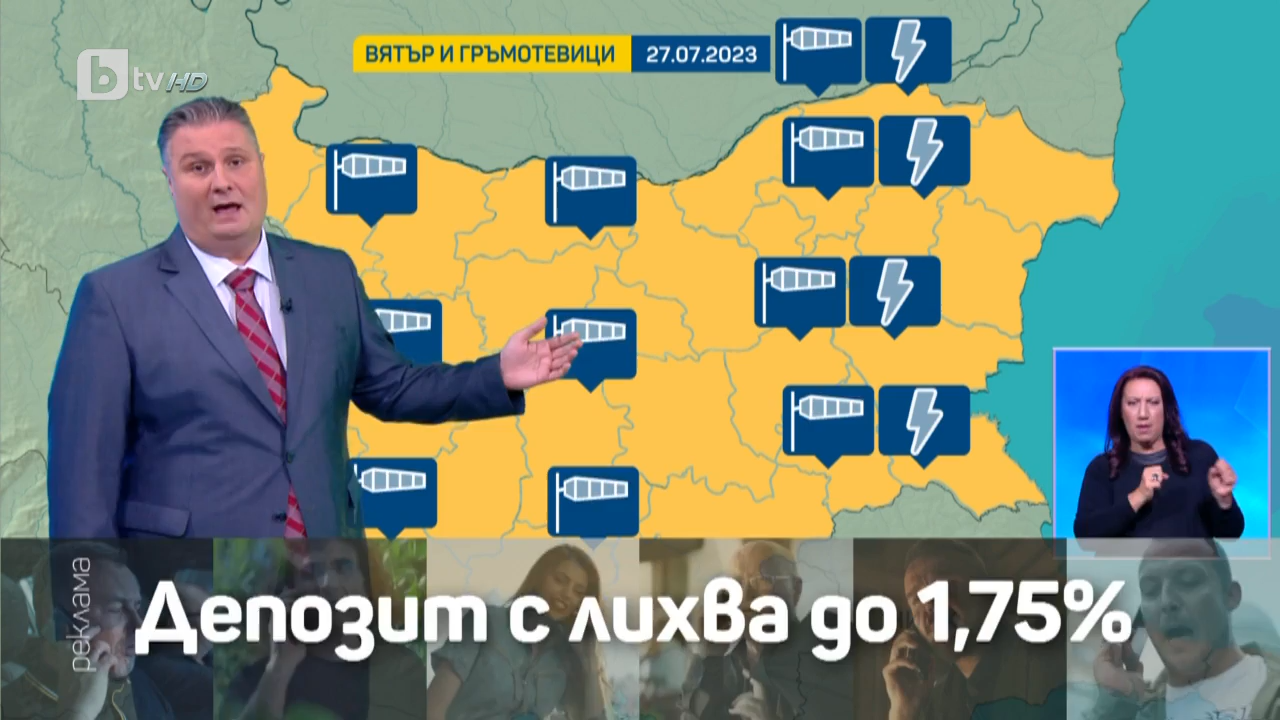 btv HD
ВЯТЪР И ГРЪМОТЕВИЦИ 27.07.2023
реклама
Депозит с лихва до 1,75%